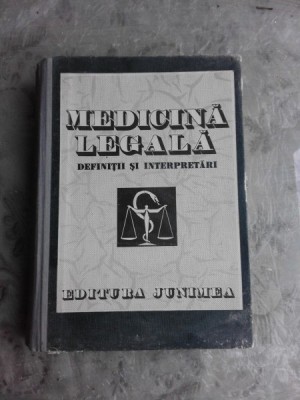 MEDICINĂ
LEGALĂ
DEFINIȚII ȘI INTERPRETĂRI
EDITURA JUNIMEA